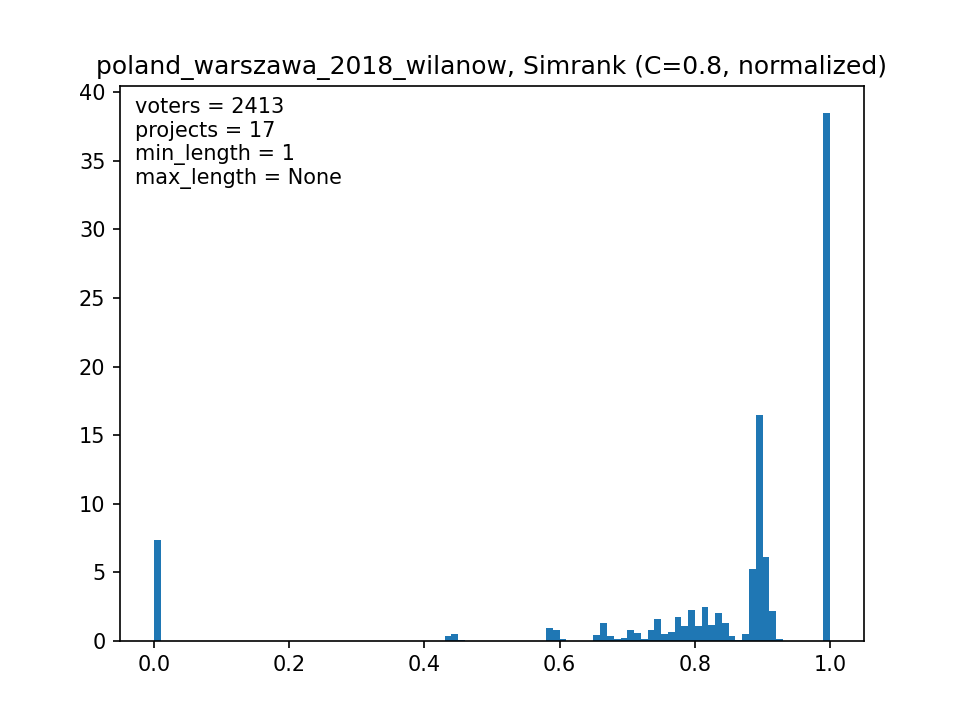 poland_warszawa_2018_wilanow, Simrank (C=0.8, normalized)
voters = 2413
projects = 17
min_length = 1
max_length = None
40
35
30
25
20
15
10
5
0
0.0 0.2 0.4 0.6 0.8 1.0